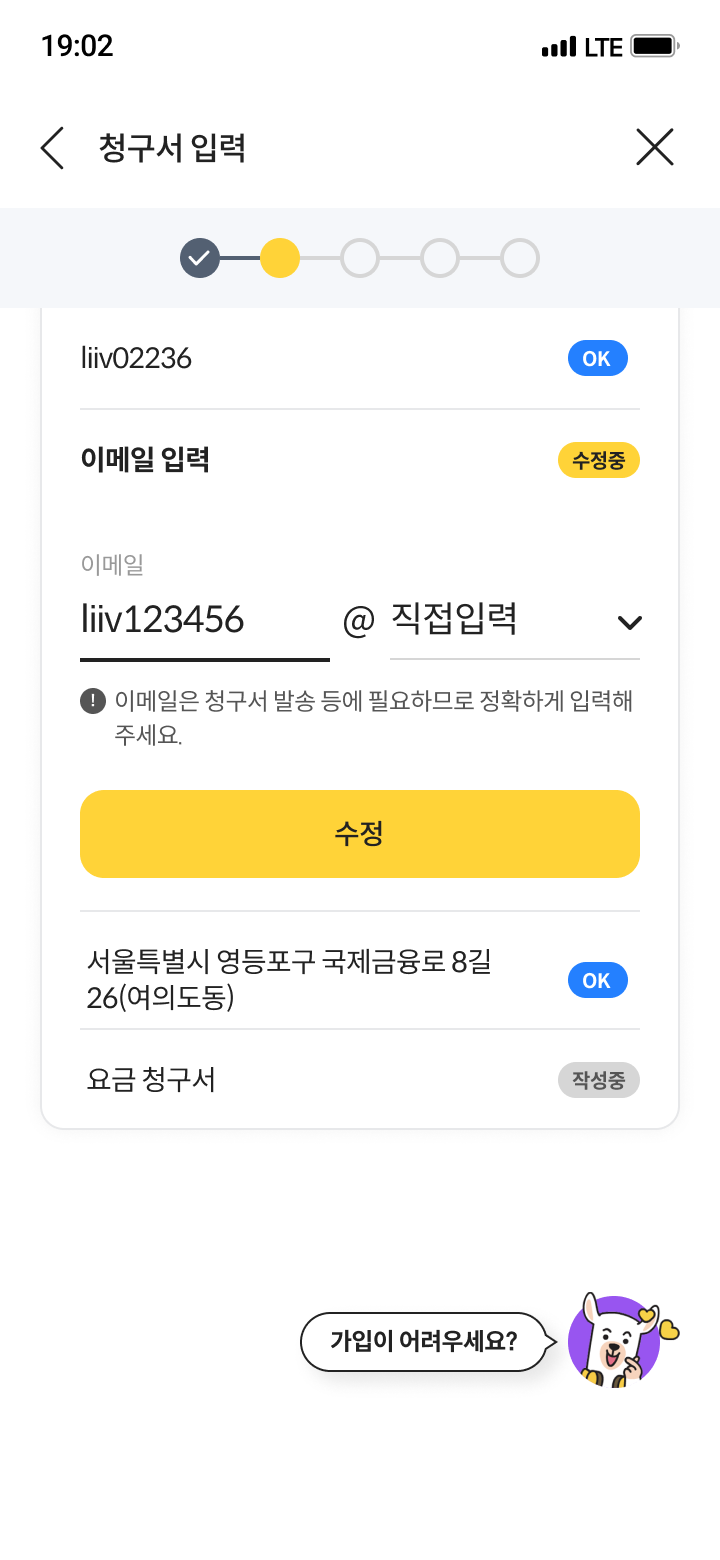 19:02 LTE
청구서 입력
liiv02236 OK
이메일 입력 수정중
이메일
liiv123456 @ 직접입력
! 이메일은 청구서 발송 등에 필요하므로 정확하게 입력해
주세요.
수정
서울특별시 영등포구 국제금융로 8길
26(여의도동) OK
요금 청구서 작성중
가입이 어려우세요?